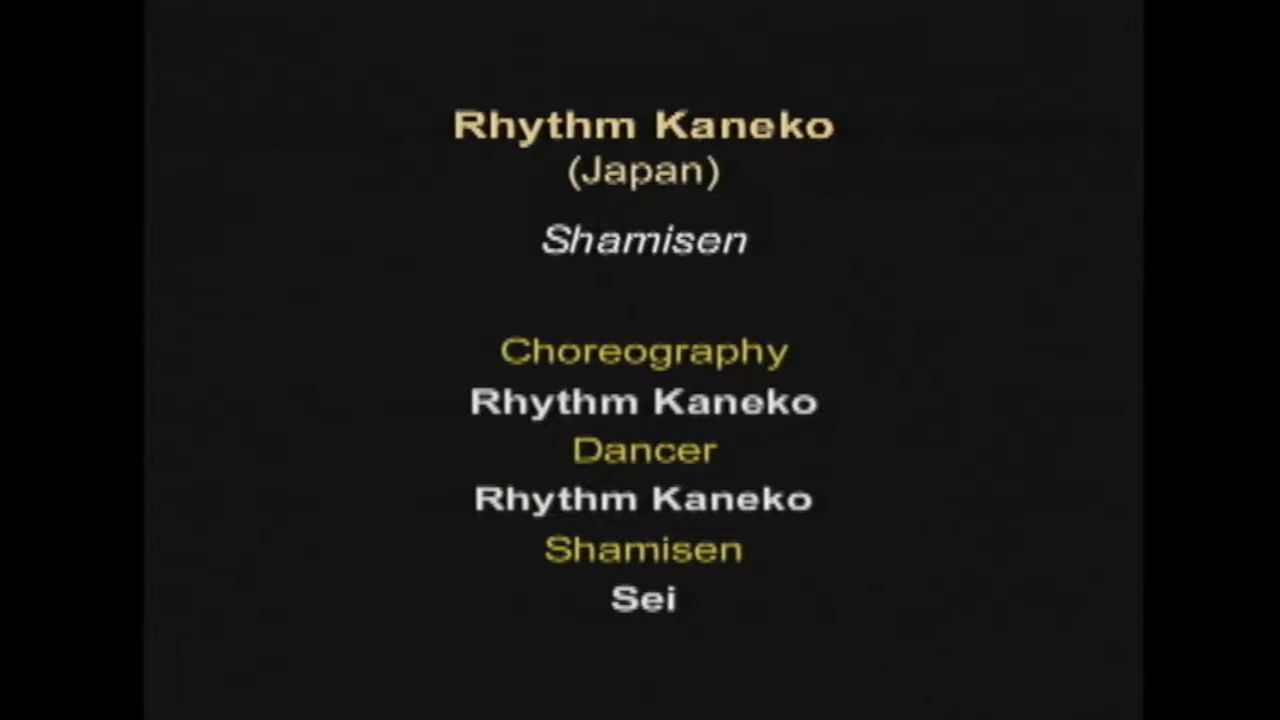 Rhythm Kaneko
(Japan)
Shamisen
Choreography
Rhythm Kaneko
Dancer
Rhythm Kaneko
Shamisen
Sei